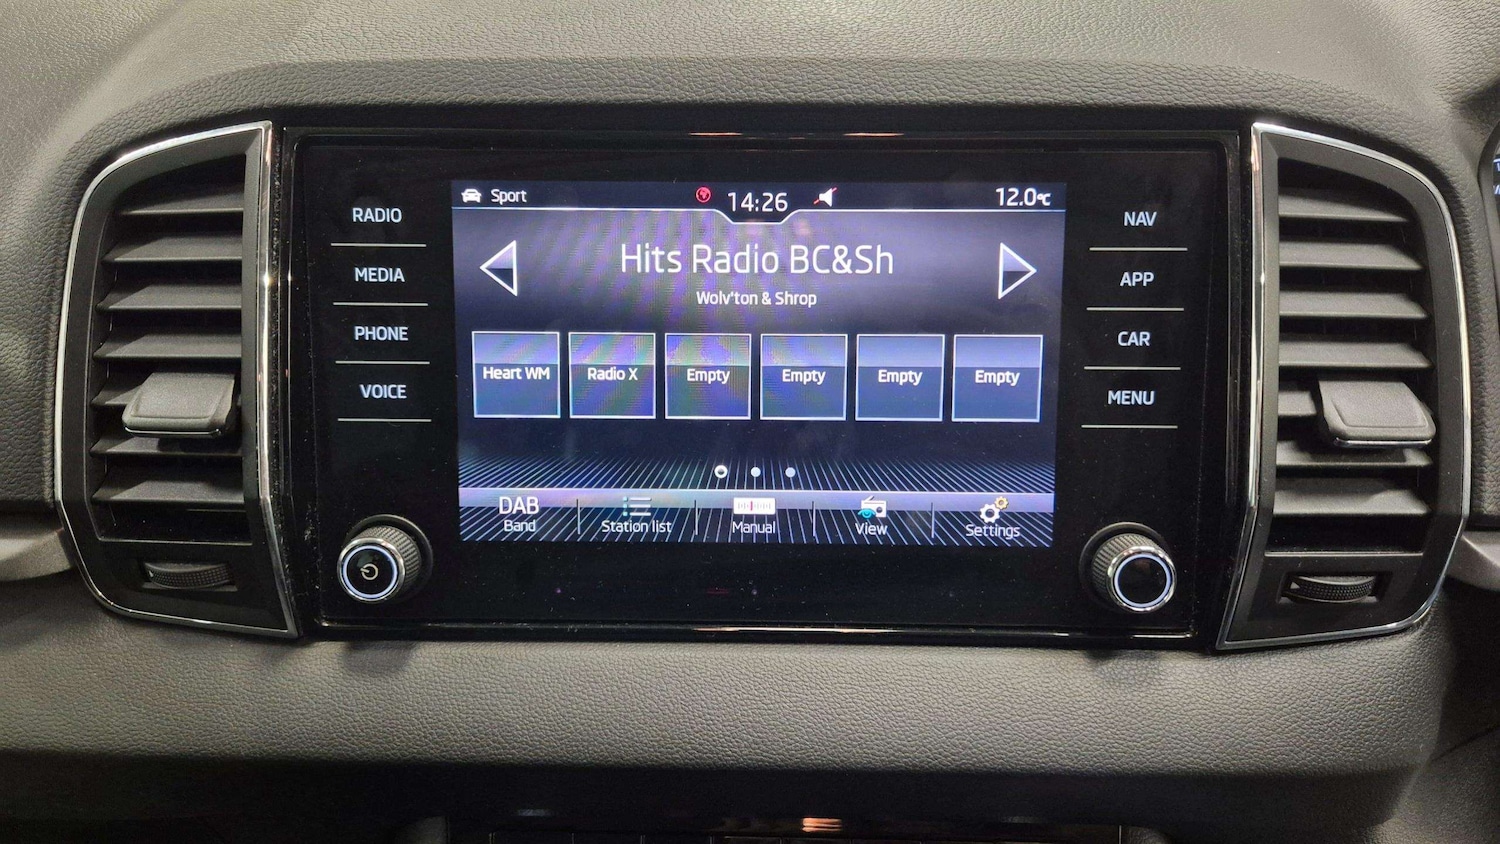 Sport 14:26 12.0°C
RADIO
MEDIA
PHONE
VOICE
Hits Radio BC&Sh
Wolv'ton & Shrop
Heart WM Radio X Empty Empty Empty Empty
DAB
Band Station list Manual View Settings
NAV
APP
CAR
MENU